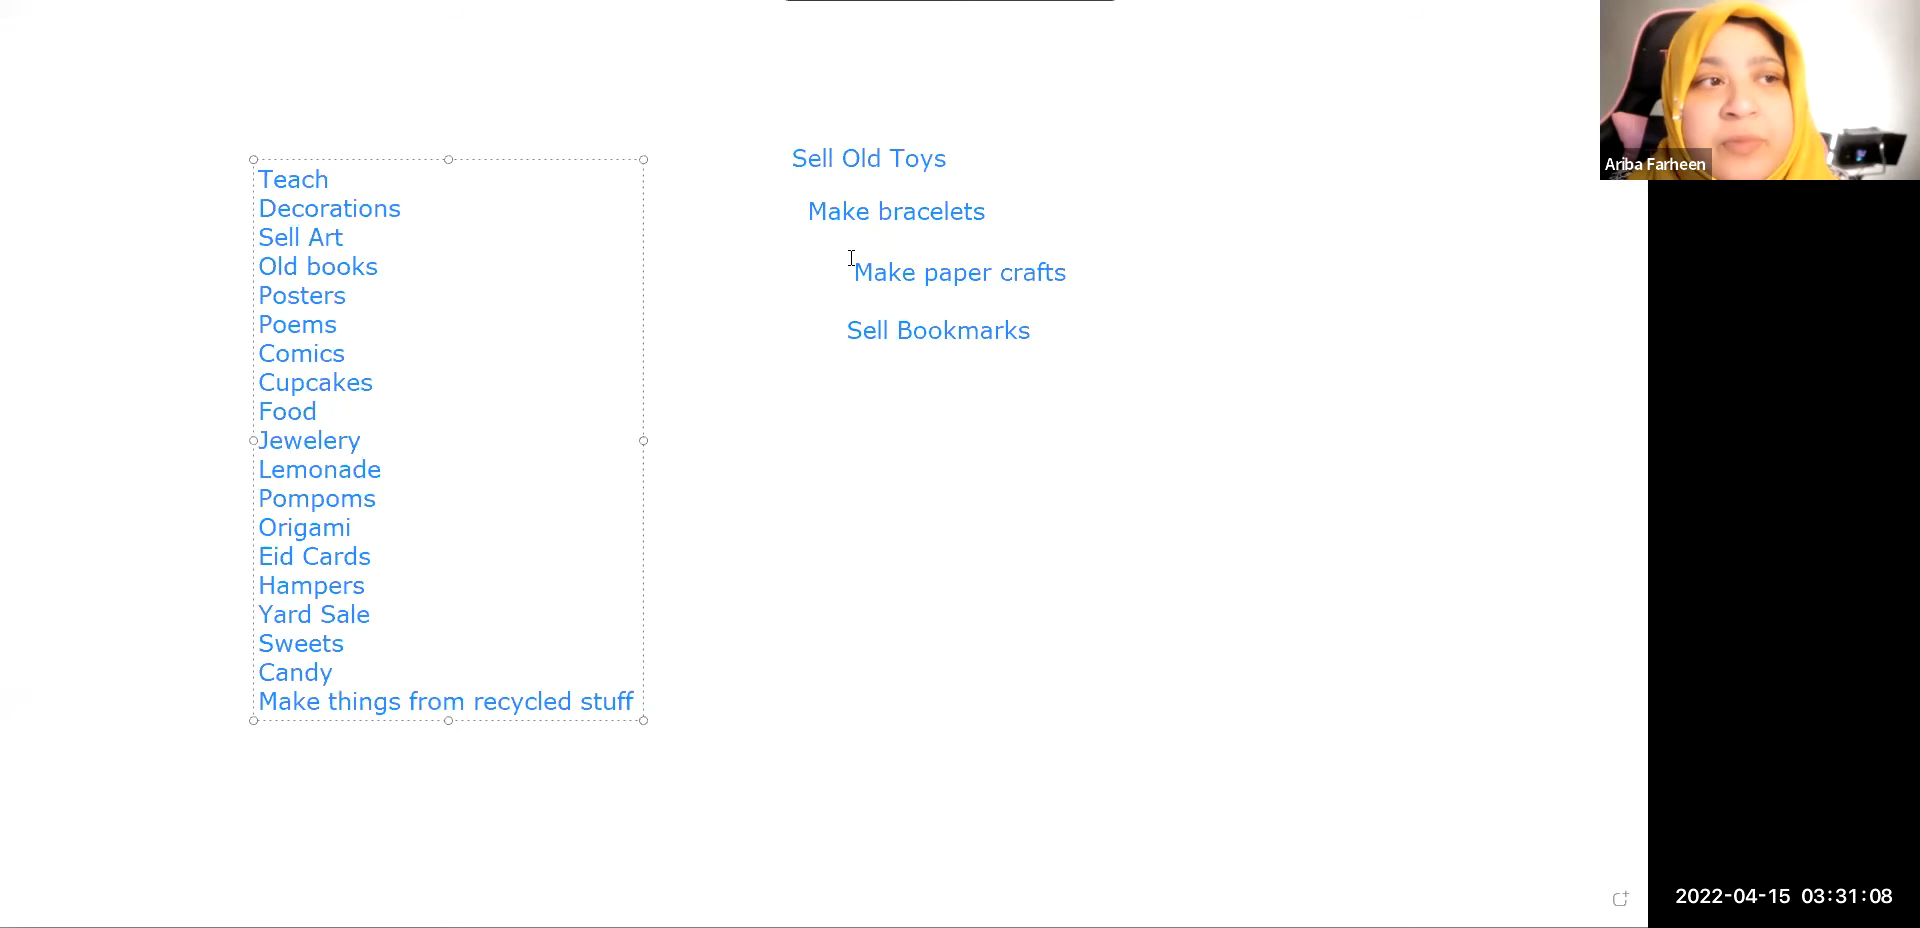 Teach
Decorations
Sell Art
Old books
Posters
Poems
Comics
Cupcakes
Food
Jewelery
Lemonade
Pompoms
Origami
Eid Cards
Hampers
Yard Sale
Sweets
Candy
Make things from recycled stuff
Sell Old Toys
Make bracelets
Make paper crafts
Sell Bookmarks
Ariba Farheen
2022-04-15 03:31:08